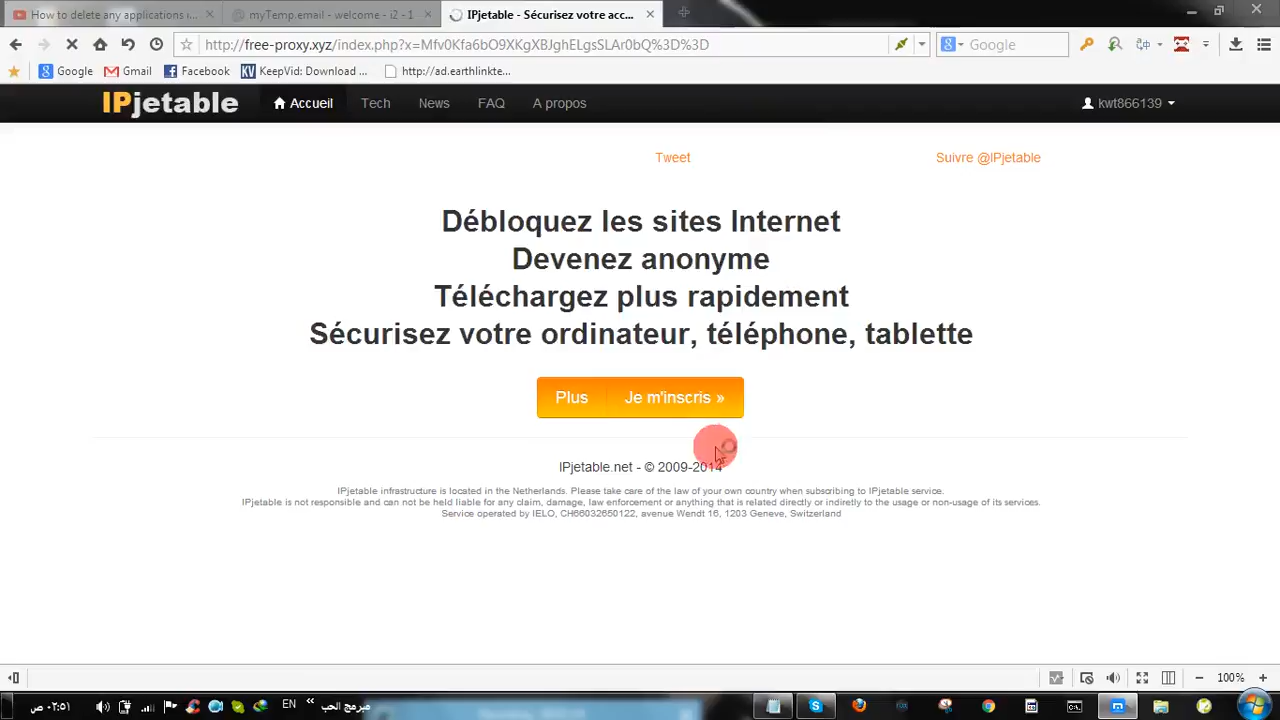 How to delete any applications i...
myTemp.email - welcome - i2 - 1
IPjetable - Sécurisez votre acc...
http://free-proxy.xyz/index.php?x=Mfv0Kfa6tO9XKgXBJgLELgsSLAr0bQ%3D%3D
Google
Google
Gmail
Facebook
KeepVid: Download ...
http://ad.earthlinkte...
IPjetable
Accueil
Tech
News
FAQ
A propos
kwt866139
Tweet
Suivre @IPjetable
Débloquez les sites Internet
Devenez anonyme
Téléchargez plus rapidement
Sécurisez votre ordinateur, téléphone, tablette
Plus
Je m'inscris »
IPjetable.net - © 2009-2014
IPjetable infrastructure is located in the Netherlands. Please take care of the law of your own country when subscribing to IPjetable service.
IPjetable is not responsible and can not be held liable for any claim, damage, law enforcement or anything that is related directly or indiretly to the usage or non-usage of its services.
Service operated by IELO, CH66032650122, avenue Wendt 16, 1203 Geneve, Switzerland
100%
٠٢:٥١ ص
EN
مبرمج الحب